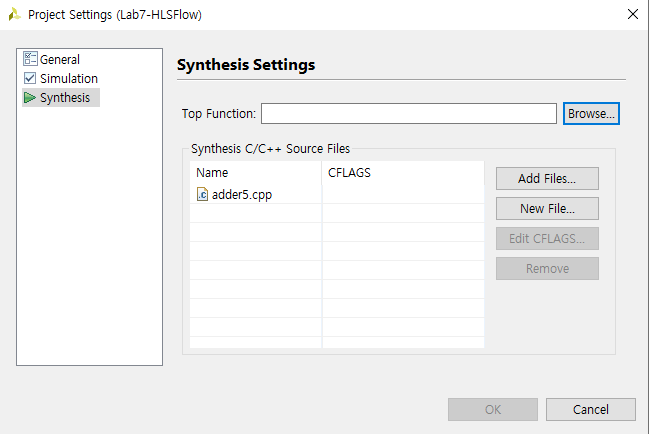 Project Settings (Lab7-HLSFlow)
General
Simulation
Synthesis
Synthesis Settings
Top Function:
Browse...
Synthesis C/C++ Source Files
Name CFLAGS
.c adder5.cpp
Add Files...
New File...
Edit CFLAGS...
Remove
OK Cancel